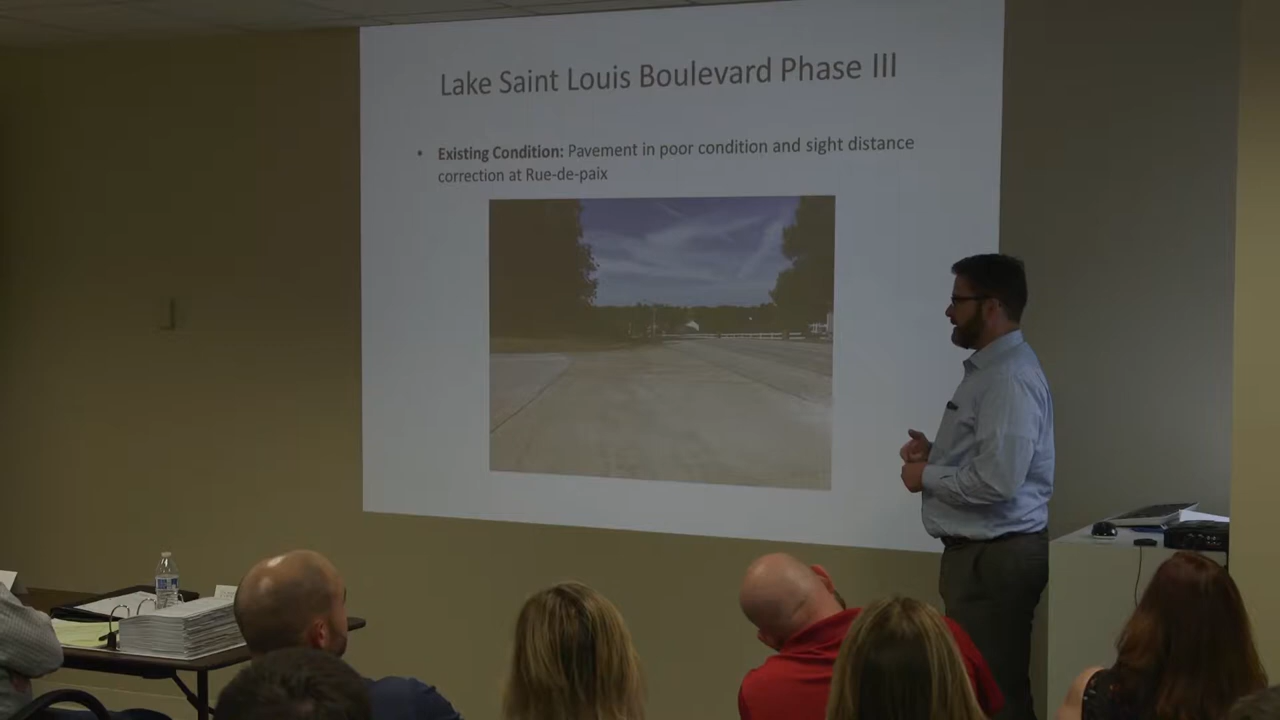 Lake Saint Louis Boulevard Phase III
• Existing Condition: Pavement in poor condition and sight distance
correction at Rue-de-paix